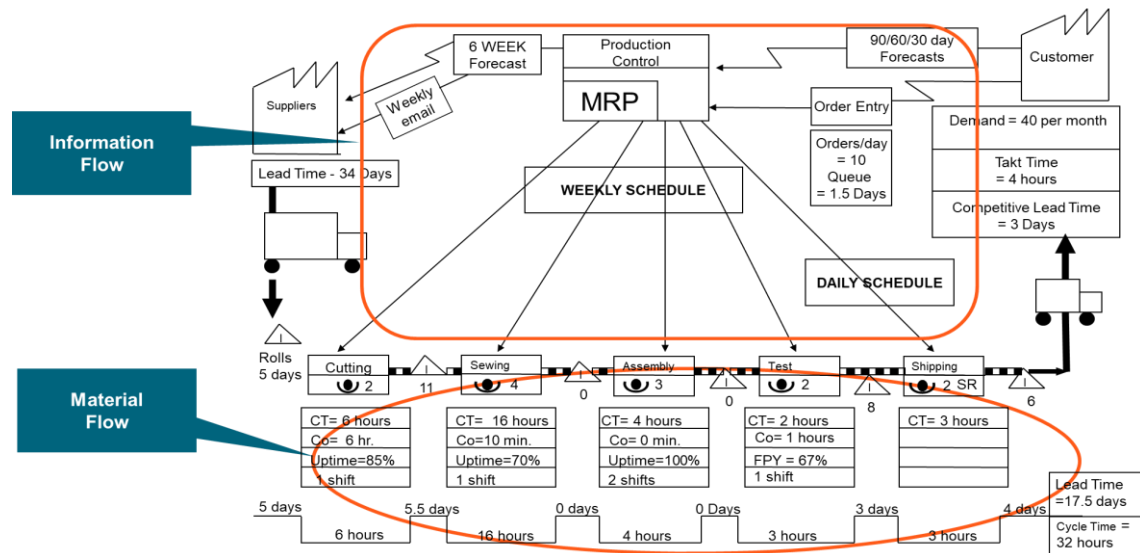 6 WEEK
Forecast
Production
Control
90/60/30 day
Forecasts
Customer
Suppliers
Weekly
email
MRP
Order Entry
Information
Flow
Demand = 40 per month
Orders/day
= 10
Queue
= 1.5 Days
Takt Time
= 4 hours
Lead Time - 34 Days
WEEKLY SCHEDULE
Competitive Lead Time
= 3 Days
DAILY SCHEDULE
I
Rolls
5 days
Cutting
2
I
11
Sewing
4
I
0
Assembly
3
I
0
Test
2
I
8
Shipping
2 SR
I
6
Material
Flow
CT= 6 hours
Co= 6 hr.
Uptime=85%
1 shift
CT= 16 hours
Co=10 min.
Uptime=70%
1 shift
CT= 4 hours
Co= 0 min.
Uptime=100%
2 shifts
CT= 2 hours
Co= 1 hours
FPY = 67%
1 shift
CT= 3 hours
5 days
5.5 days
0 days
0 Days
3 days
4 days
Lead Time
=17.5 days
6 hours
16 hours
4 hours
3 hours
3 hours
Cycle Time =
32 hours